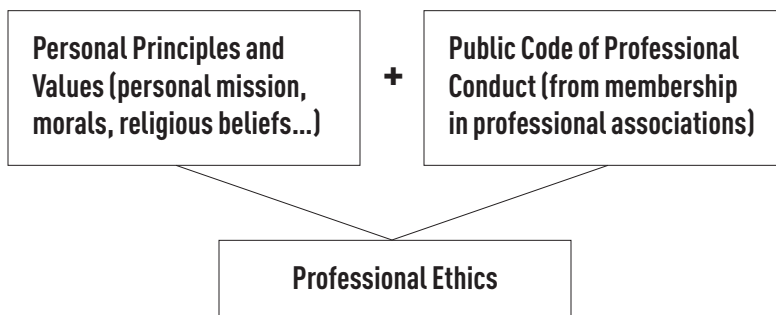 Personal Principles and
Values (personal mission,
morals, religious beliefs...)
+
Public Code of Professional
Conduct (from membership
in professional associations)
Professional Ethics